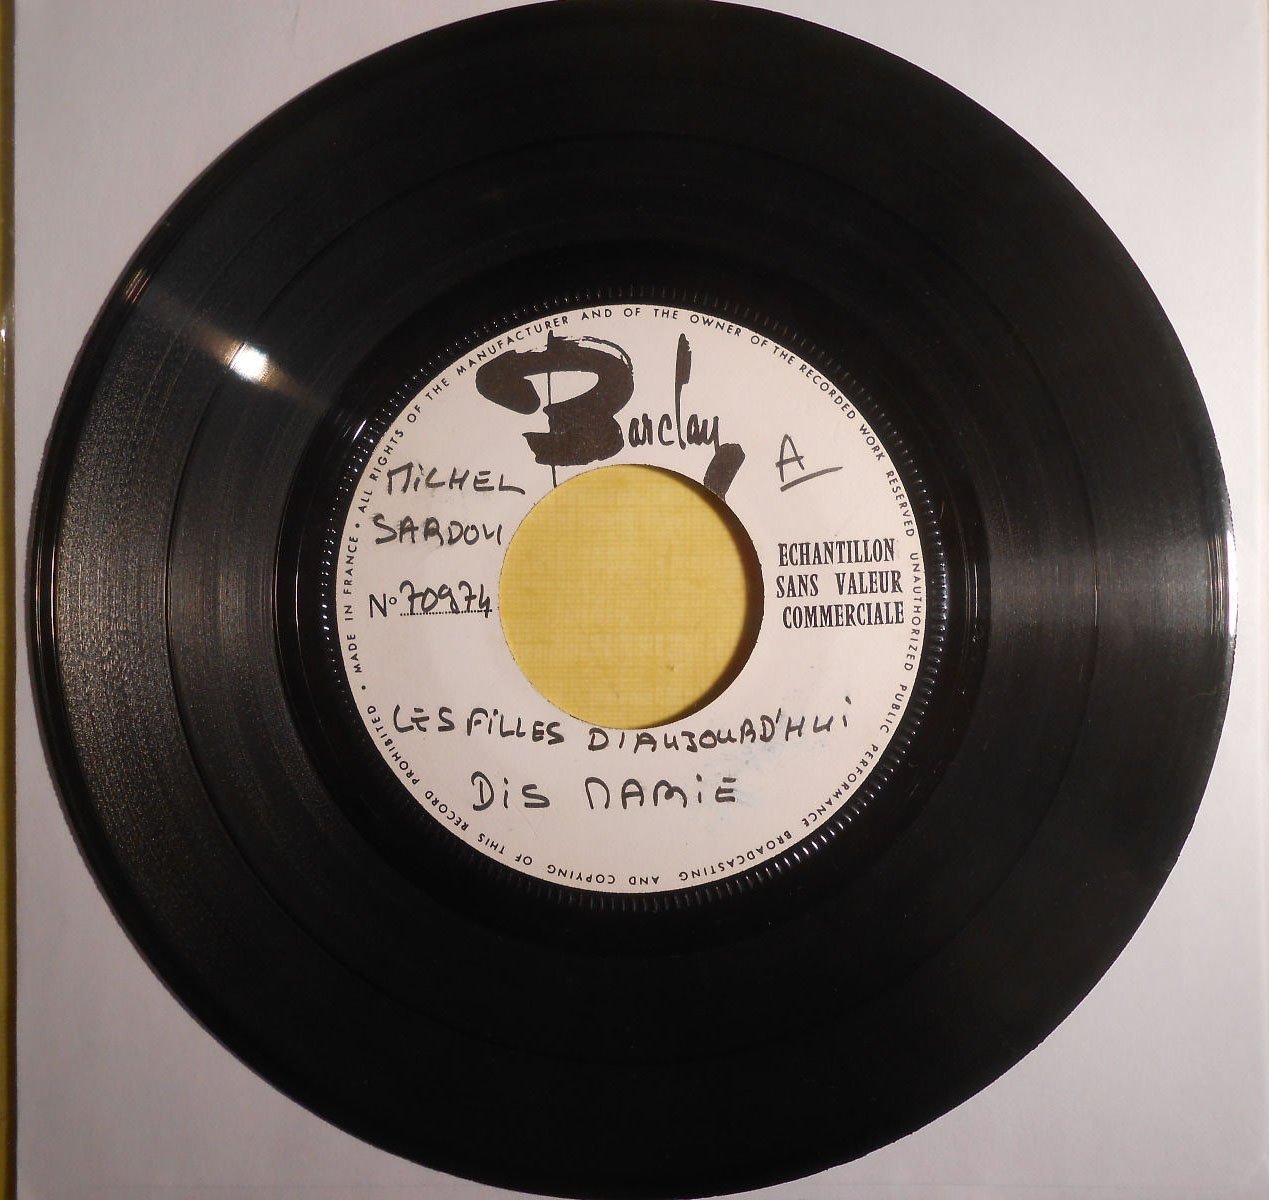 • MADE IN FRANCE • ALL RIGHTS OF THE MANUFACTURER AND OF THE OWNER OF THE RECORDED WORK RESERVED UNAUTHORIZED PUBLIC PERFORMANCE BROADCASTING AND COPYING OF THIS RECORD PROHIBITED
Barclay
A
MICHEL
SARDOU
ECHANTILLON
SANS VALEUR
COMMERCIALE
N° 70974
LES FILLES D'AUJOURD'HUI
DIS MARIE